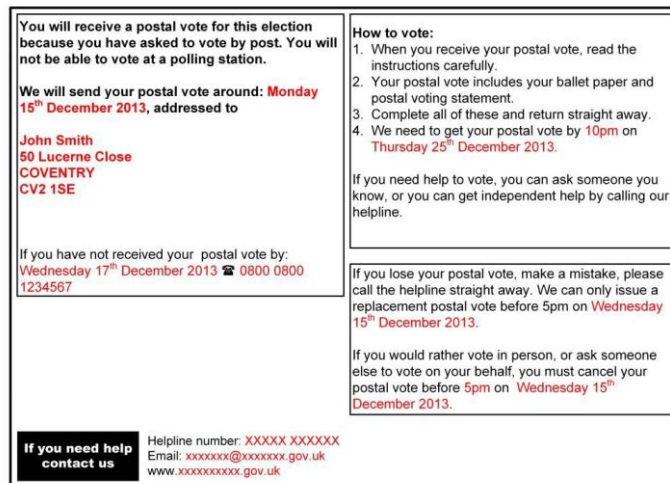 You will receive a postal vote for this election
because you have asked to vote by post. You will
not be able to vote at a polling station.
We will send your postal vote around: Monday
15th December 2013, addressed to
John Smith
50 Lucerne Close
COVENTRY
CV2 1SE
If you have not received your postal vote by:
Wednesday 17th December 2013 ☎ 0800 0800
1234567
How to vote:
1. When you receive your postal vote, read the
instructions carefully.
2. Your postal vote includes your ballet paper and
postal voting statement.
3. Complete all of these and return straight away.
4. We need to get your postal vote by 10pm on
Thursday 25th December 2013.
If you need help to vote, you can ask someone you
know, or you can get independent help by calling our
helpline.
If you lose your postal vote, make a mistake, please
call the helpline straight away. We can only issue a
replacement postal vote before 5pm on Wednesday
15th December 2013.
If you would rather vote in person, or ask someone
else to vote on your behalf, you must cancel your
postal vote before 5pm on Wednesday 15th
December 2013.
If you need help
contact us
Helpline number: XXXXX XXXXXX
Email: xxxxxxx@xxxxxxx.gov.uk
www.xxxxxxxxxx.gov.uk